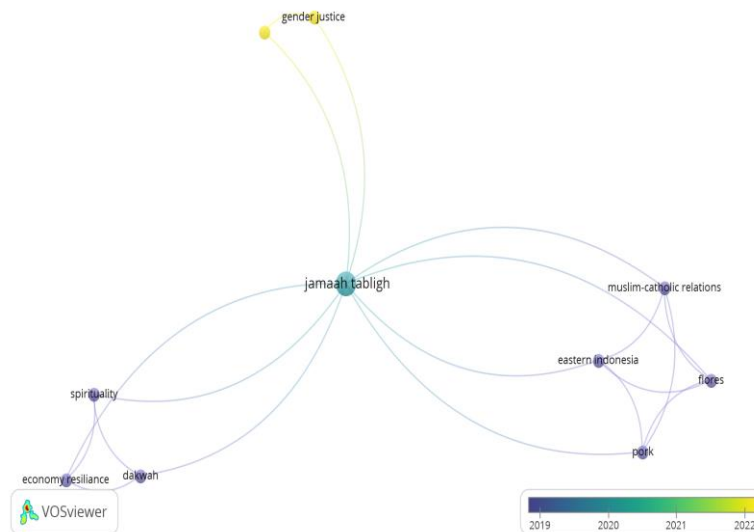 gender justice
jamaah tabligh
muslim-catholic relations
eastern indonesia
flores
spirituality
pork
economy resiliance
dakwah
VOSviewer
2019 2020 2021 2022